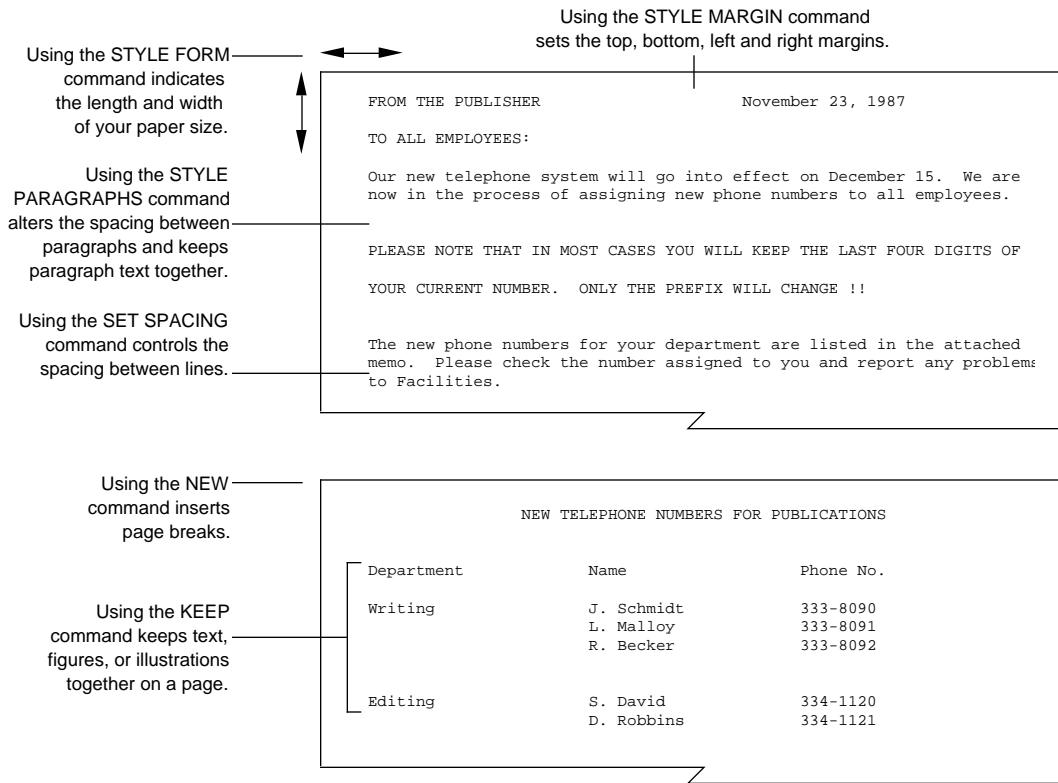 Using the STYLE MARGIN command
sets the top, bottom, left and right margins.
Using the STYLE FORM
command indicates
the length and width
of your paper size.
FROM THE PUBLISHER November 23, 1987
TO ALL EMPLOYEES:
Our new telephone system will go into effect on December 15. We are
now in the process of assigning new phone numbers to all employees.
Using the STYLE
PARAGRAPHS command
alters the spacing between
paragraphs and keeps
paragraph text together.
PLEASE NOTE THAT IN MOST CASES YOU WILL KEEP THE LAST FOUR DIGITS OF
YOUR CURRENT NUMBER. ONLY THE PREFIX WILL CHANGE !!
Using the SET SPACING
command controls the
spacing between lines.
The new phone numbers for your department are listed in the attached
memo. Please check the number assigned to you and report any problems
to Facilities.
Using the NEW
command inserts
page breaks.
NEW TELEPHONE NUMBERS FOR PUBLICATIONS
Department Name Phone No.
Writing J. Schmidt 333-8090
L. Malloy 333-8091
R. Becker 333-8092
Using the KEEP
command keeps text,
figures, or illustrations
together on a page.
Editing S. David 334-1120
D. Robbins 334-1121